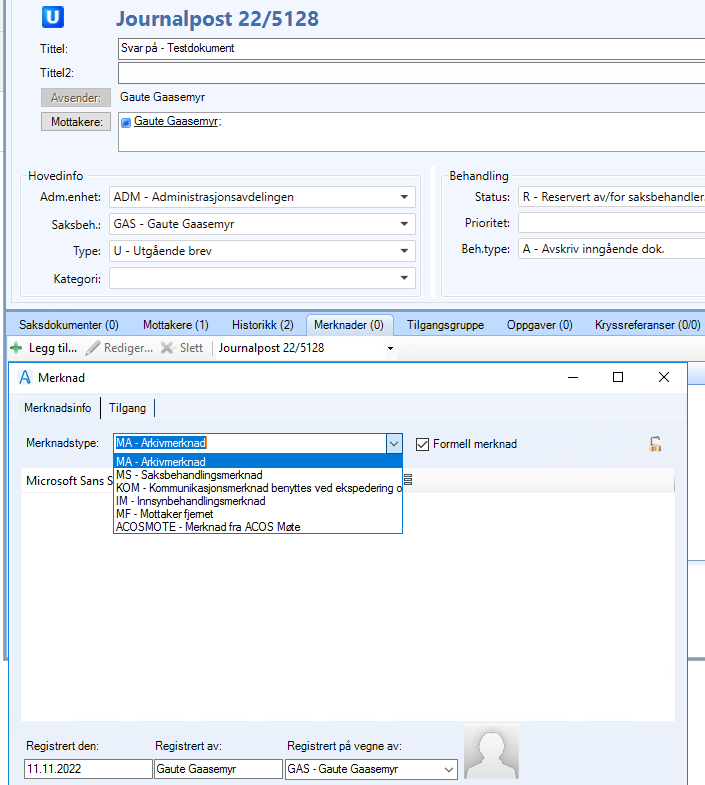 U
Journalpost 22/5128
Tittel:
Svar på - Testdokument
Tittel2:
Avsender:
Gaute Gaasemyr
Mottakere:
Gaute Gaasemyr;
Hovedinfo
Adm.enhet:
ADM - Administrasjonsavdelingen
Saksbeh.:
GAS - Gaute Gaasemyr
Type:
U - Utgående brev
Kategori:
Behandling
Status:
R - Reservert av/for saksbehandler
Prioritet:
Beh.type:
A - Avskriv inngående dok.
Saksdokumenter (0) Mottakere (1) Historikk (2) Merknader (0) Tilgangsgruppe Oppgaver (0) Kryssreferanser (0/0)
Legg til... Rediger... Slett Journalpost 22/5128
A Merknad
Merknadsinfo Tilgang
Merknadstype: MA - Arkivmerknad Formell merknad
Microsoft Sans S
MA - Arkivmerknad
MS - Saksbehandlingsmerknad
KOM - Kommunikasjonsmerknad benyttes ved ekspedering o
IM - Innsynbehandlingsmerknad
MF - Mottaker fjernet
ACOSMOTE - Merknad fra ACOS Møte
Registrert den: Registrert av: Registrert på vegne av:
11.11.2022 Gaute Gaasemyr GAS - Gaute Gaasemyr